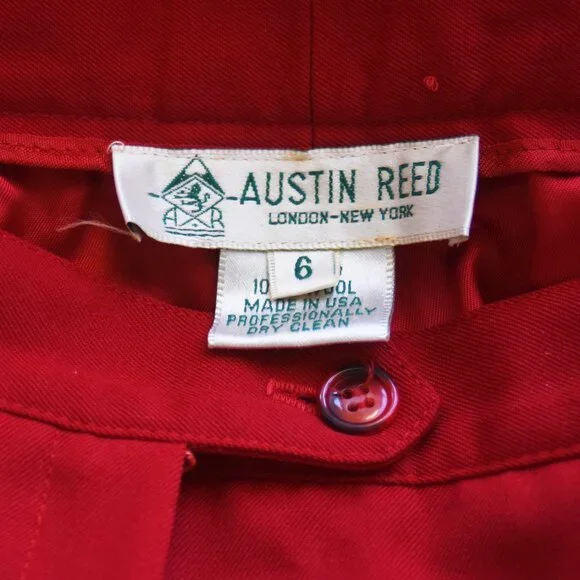 AUSTIN REED
LONDON-NEW YORK
A R
6
MADE IN USA
PROFESSIONALLY
DRY CLEAN